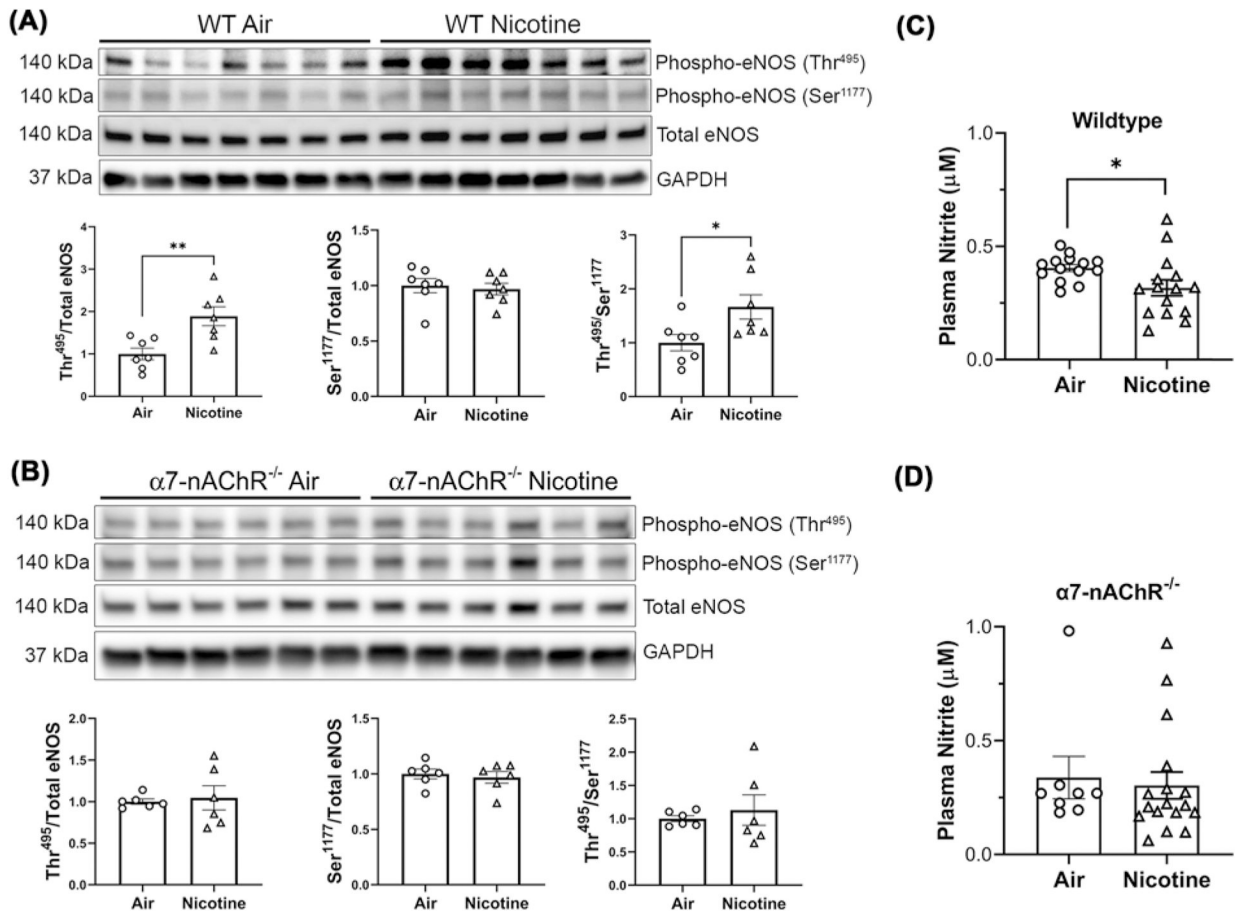 (A)
WT Air WT Nicotine
140 kDa Phospho-eNOS (Thr⁴⁹⁵)
140 kDa Phospho-eNOS (Ser¹¹⁷⁷)
140 kDa Total eNOS
37 kDa GAPDH
Thr⁴⁹⁵/Total eNOS
4
3
2
1
0
**
Air Nicotine
Ser¹¹⁷⁷/Total eNOS
1.5
1.0
0.5
0.0
Air Nicotine
Thr⁴⁹⁵/Ser¹¹⁷⁷
3
2
1
0
*
Air Nicotine
(B)
α7-nAChR⁻/⁻ Air α7-nAChR⁻/⁻ Nicotine
140 kDa Phospho-eNOS (Thr⁴⁹⁵)
140 kDa Phospho-eNOS (Ser¹¹⁷⁷)
140 kDa Total eNOS
37 kDa GAPDH
Thr⁴⁹⁵/Total eNOS
2.0
1.5
1.0
0.5
0.0
Air Nicotine
Ser¹¹⁷⁷/Total eNOS
1.5
1.0
0.5
0.0
Air Nicotine
Thr⁴⁹⁵/Ser¹¹⁷⁷
2.5
2.0
1.5
1.0
0.5
0.0
Air Nicotine
(C)
Wildtype
Plasma Nitrite (μM)
1.0
0.5
0.0
*
Air Nicotine
(D)
α7-nAChR⁻/⁻
Plasma Nitrite (μM)
1.0
0.5
0.0
Air Nicotine